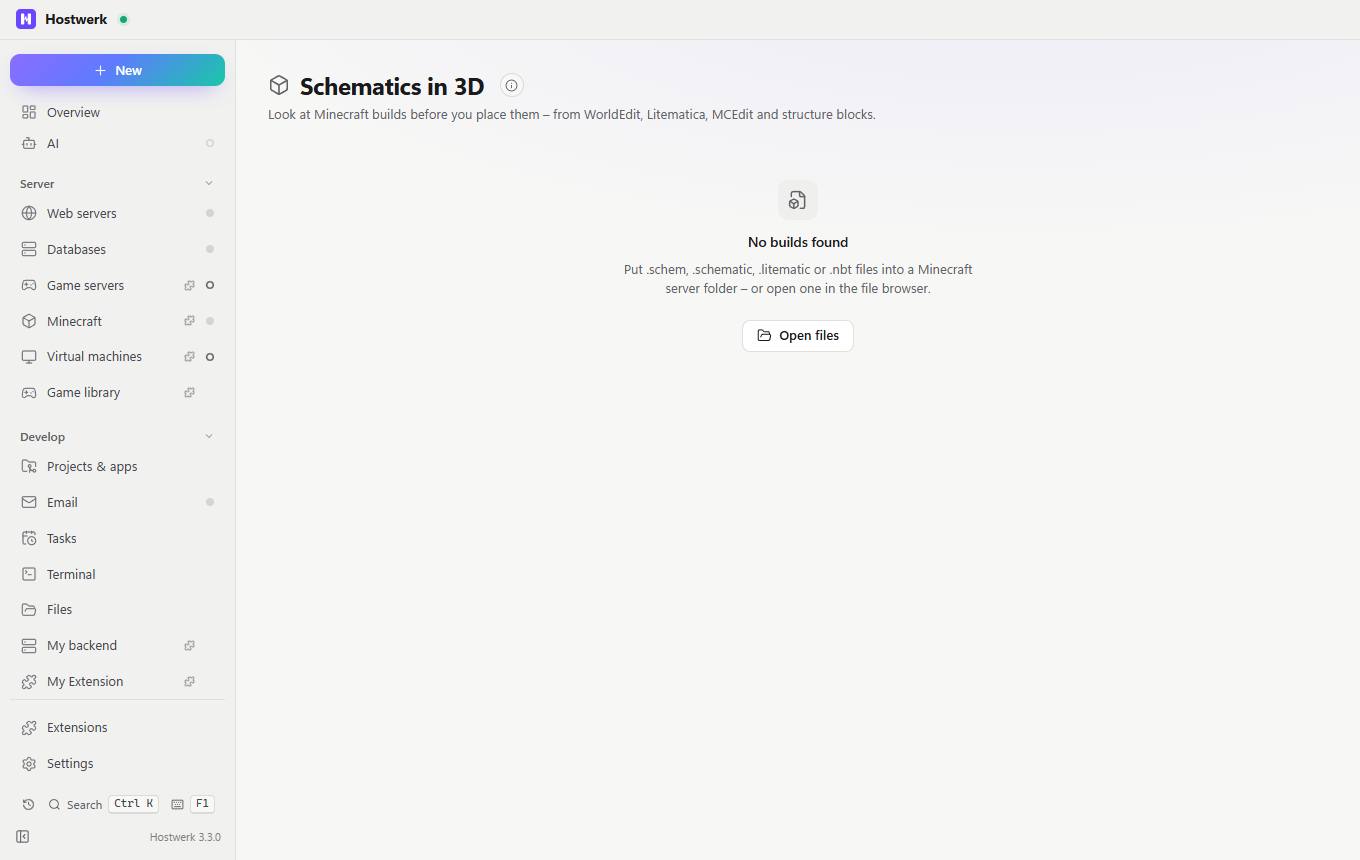 Hostwerk
New
Overview
AI
Server
Web servers
Databases
Game servers
Minecraft
Virtual machines
Game library
Develop
Projects & apps
Email
Tasks
Terminal
Files
My backend
My Extension
Extensions
Settings
Search Ctrl K F1
Hostwerk 3.3.0
Schematics in 3D
Look at Minecraft builds before you place them – from WorldEdit, Litematica, MCEdit and structure blocks.
No builds found
Put .schem, .schematic, .litematic or .nbt files into a Minecraft
server folder – or open one in the file browser.
Open files